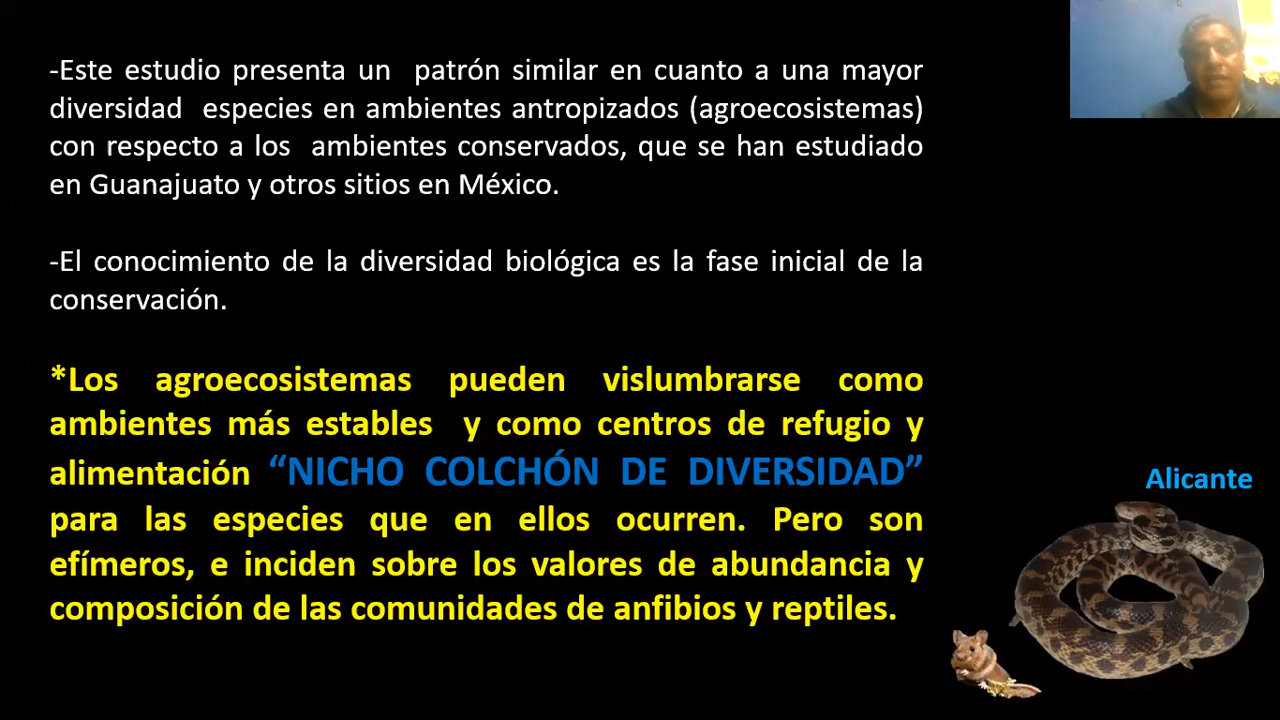 -Este estudio presenta un patrón similar en cuanto a una mayor
diversidad especies en ambientes antropizados (agroecosistemas)
con respecto a los ambientes conservados, que se han estudiado
en Guanajuato y otros sitios en México.
-El conocimiento de la diversidad biológica es la fase inicial de la
conservación.
*Los agroecosistemas pueden vislumbrarse como
ambientes más estables y como centros de refugio y
alimentación “NICHO COLCHÓN DE DIVERSIDAD”
para las especies que en ellos ocurren. Pero son
efímeros, e inciden sobre los valores de abundancia y
composición de las comunidades de anfibios y reptiles.
Alicante